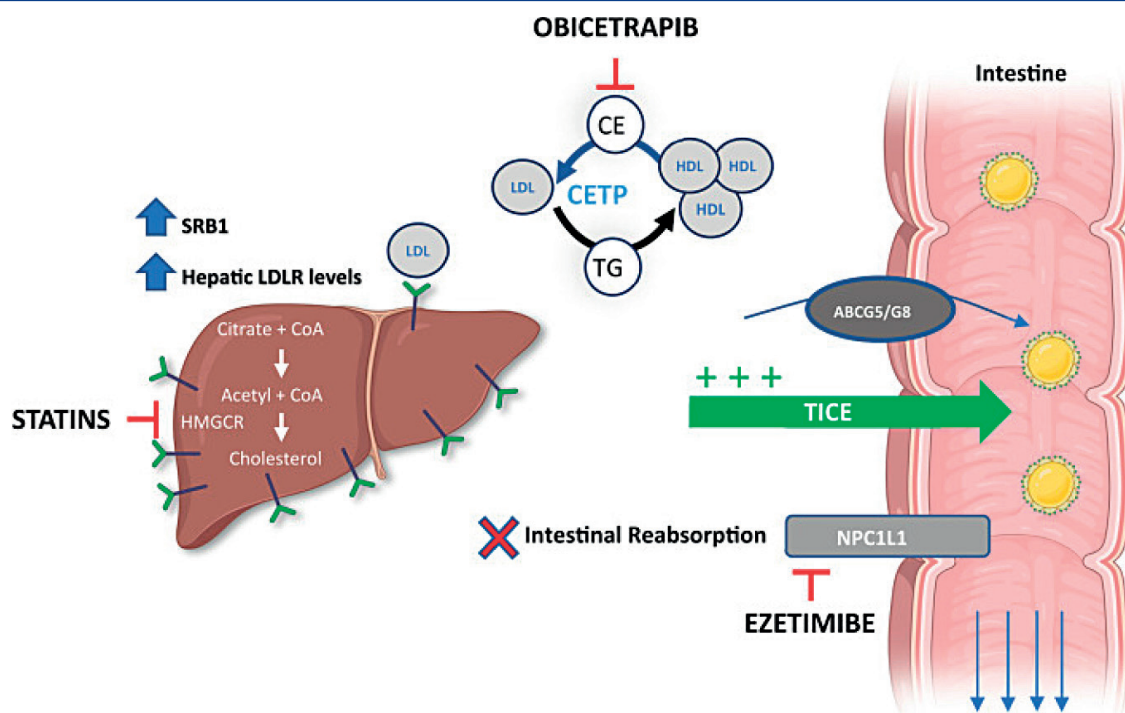 OBICETRAPIB
Intestine
CE
HDL
HDL
LDL
CETP
HDL
SRB1
LDL
TG
Hepatic LDLR levels
ABCG5/G8
Citrate + CoA
+ + +
Acetyl + CoA
TICE
STATINS
HMGCR
Cholesterol
Intestinal Reabsorption
NPC1L1
EZETIMIBE